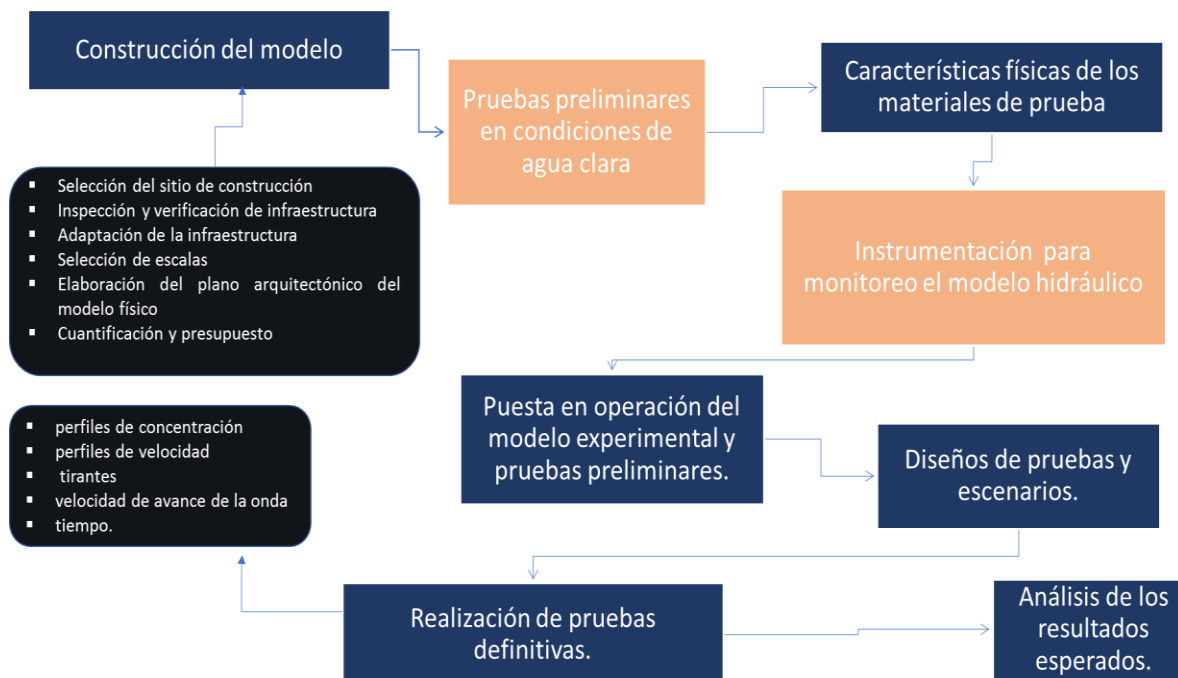 Construcción del modelo
Pruebas preliminares
en condiciones de
agua clara
Características físicas de los
materiales de prueba
▪ Selección del sitio de construcción
▪ Inspección y verificación de infraestructura
▪ Adaptación de la infraestructura
▪ Selección de escalas
▪ Elaboración del plano arquitectónico del
modelo físico
▪ Cuantificación y presupuesto
Instrumentación para
monitoreo el modelo hidráulico
Puesta en operación del
modelo experimental y
pruebas preliminares.
Diseños de pruebas y
escenarios.
▪ perfiles de concentración
▪ perfiles de velocidad
▪ tirantes
▪ velocidad de avance de la onda
▪ tiempo.
Realización de pruebas
definitivas.
Análisis de los
resultados
esperados.